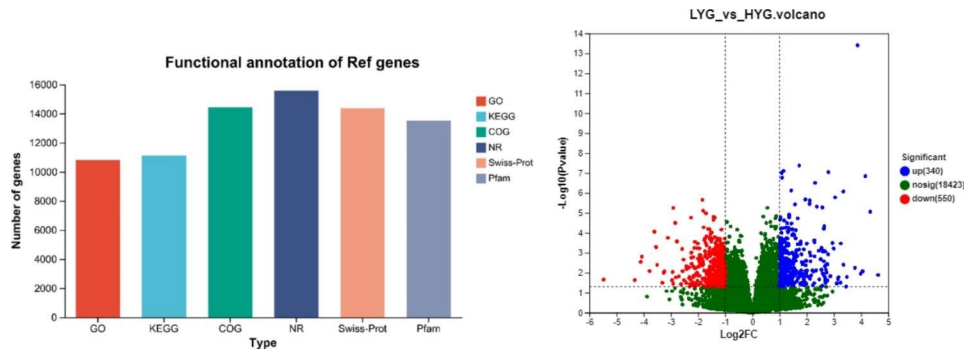 Functional annotation of Ref genes
Number of genes
16000
14000
12000
10000
8000
6000
4000
2000
0
GO
KEGG
COG
NR
Swiss-Prot
Pfam
Type
GO
KEGG
COG
NR
Swiss-Prot
Pfam
LYG_vs_HYG.volcano
-Log10(Pvalue)
14
13
12
11
10
9
8
7
6
5
4
3
2
1
0
-6
-5
-4
-3
-2
-1
0
1
2
3
4
5
Log2FC
Significant
up(340)
nosig(18423)
down(550)